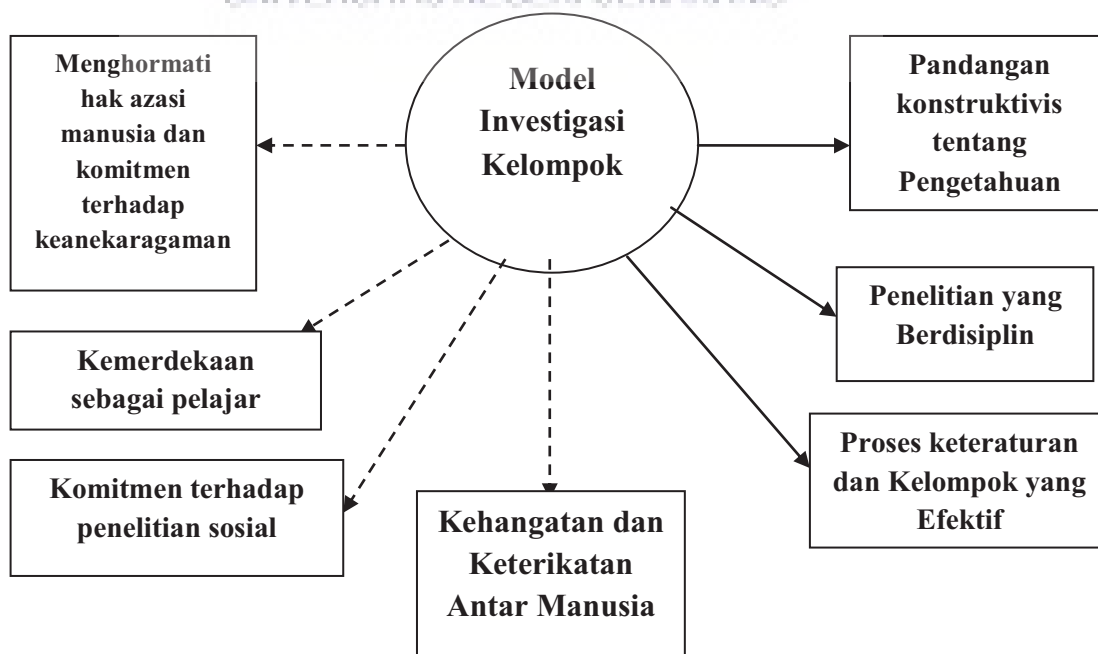 Model
Investigasi
Kelompok
Menghormati
hak azasi
manusia dan
komitmen
terhadap
keanekaragaman
Pandangan
konstruktivis
tentang
Pengetahuan
Penelitian yang
Berdisiplin
Kemerdekaan
sebagai pelajar
Proses keteraturan
dan Kelompok yang
Efektif
Komitmen terhadap
penelitian sosial
Kehangatan dan
Keterikatan
Antar Manusia